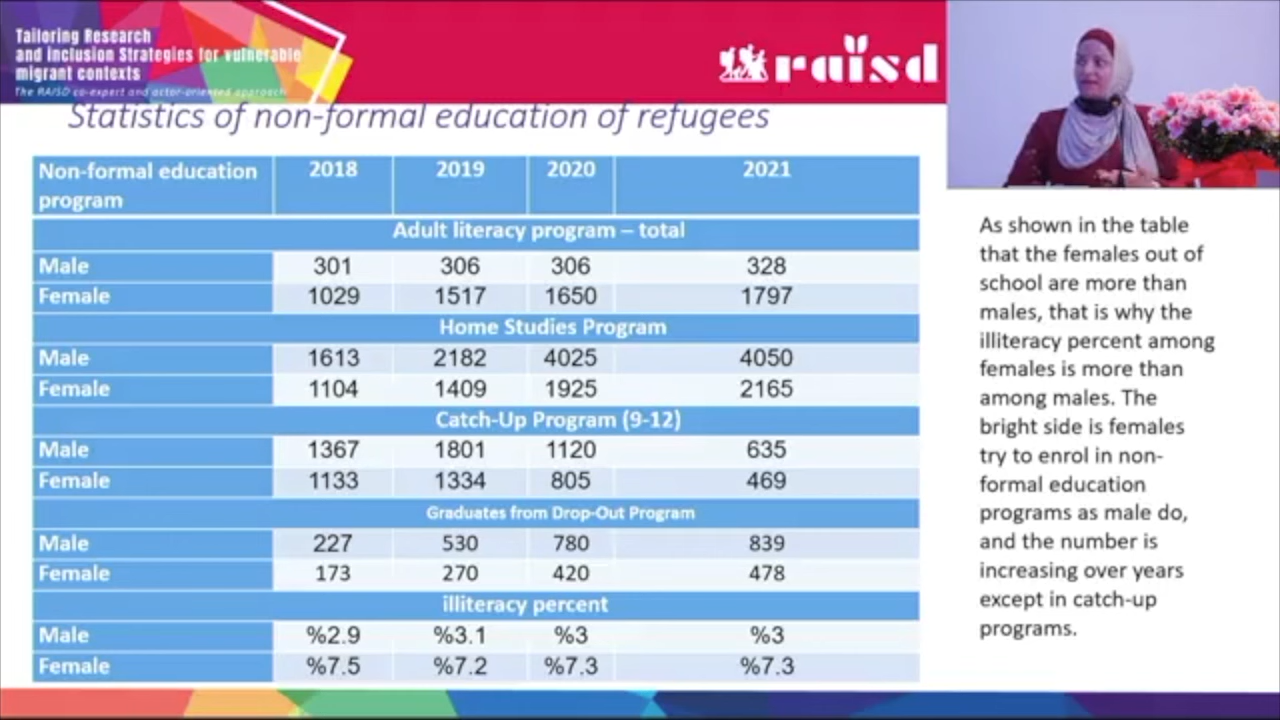 Tailoring Research
and Inclusion Strategies for vulnerable
migrant contexts
The RAISD co-expert and actor-oriented approach
raisd
Statistics of non-formal education of refugees
Non-formal education program 2018 2019 2020 2021
Adult literacy program – total
Male 301 306 306 328
Female 1029 1517 1650 1797
Home Studies Program
Male 1613 2182 4025 4050
Female 1104 1409 1925 2165
Catch-Up Program (9-12)
Male 1367 1801 1120 635
Female 1133 1334 805 469
Graduates from Drop-Out Program
Male 227 530 780 839
Female 173 270 420 478
illiteracy percent
Male %2.9 %3.1 %3 %3
Female %7.5 %7.2 %7.3 %7.3
As shown in the table
that the females out of
school are more than
males, that is why the
illiteracy percent among
females is more than
among males. The
bright side is females
try to enrol in non-
formal education
programs as male do,
and the number is
increasing over years
except in catch-up
programs.